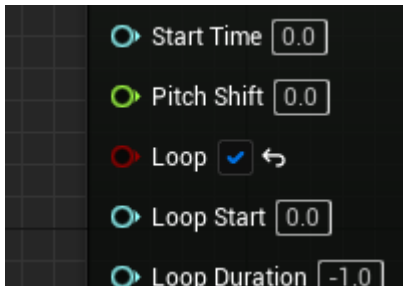 Start Time 0.0
Pitch Shift 0.0
Loop
Loop Start 0.0
Loop Duration -1.0